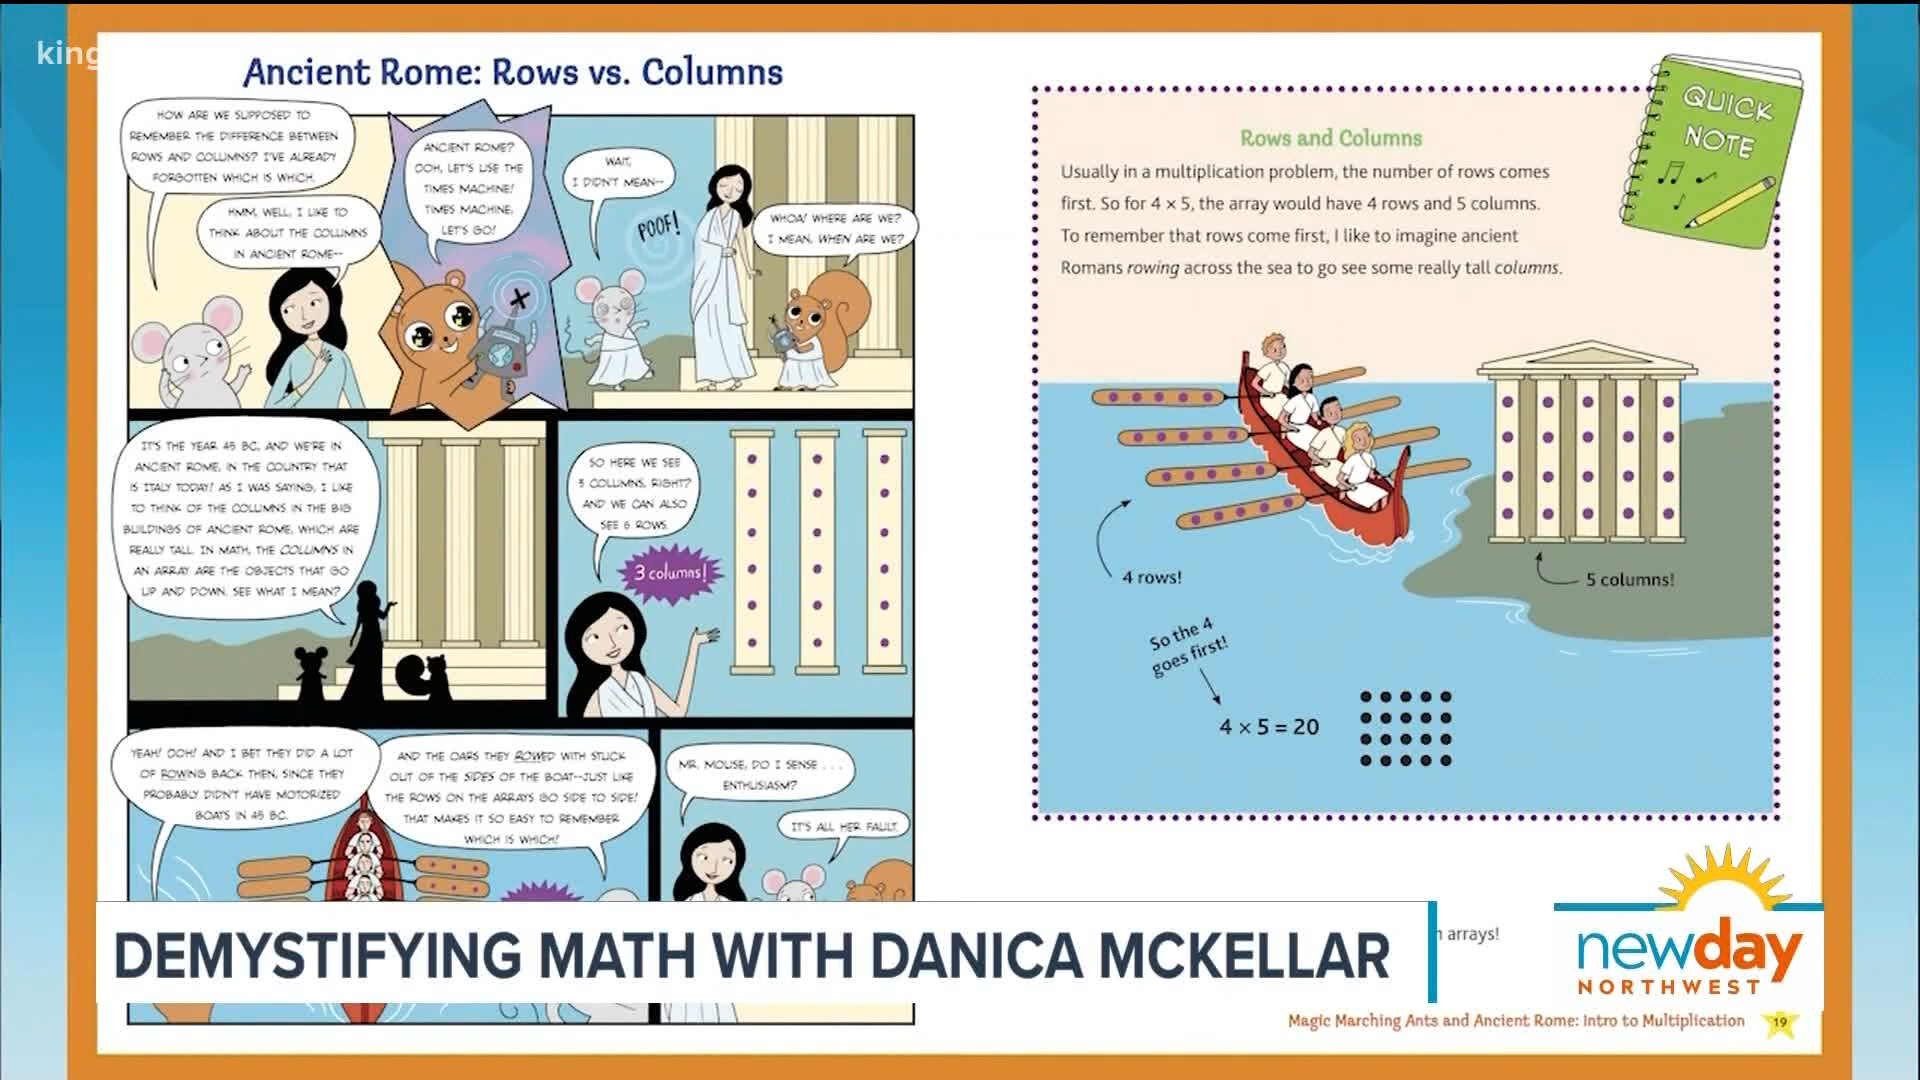 king
Ancient Rome: Rows vs. Columns
HOW ARE WE SUPPOSED TO
REMEMBER THE DIFFERENCE BETWEEN
ROWS AND COLUMNS? I'VE ALREADY
FORGOTTEN WHICH IS WHICH.
HMM, WELL, I LIKE TO
THINK ABOUT THE COLUMNS
IN ANCIENT ROME--
ANCIENT ROME?
OOH, LET'S USE THE
TIMES MACHINE!
TIMES MACHINE,
LET'S GO!
WAIT,
I DIDN'T MEAN--
POOF!
WHOA! WHERE ARE WE?
I MEAN, WHEN ARE WE?
IT'S THE YEAR 45 BC, AND WE'RE IN
ANCIENT ROME, IN THE COUNTRY THAT
IS ITALY TODAY! AS I WAS SAYING, I LIKE
TO THINK OF THE COLUMNS IN THE BIG
BUILDINGS OF ANCIENT ROME, WHICH ARE
REALLY TALL. IN MATH, THE COLUMNS IN
AN ARRAY ARE THE OBJECTS THAT GO
UP AND DOWN. SEE WHAT I MEAN?
SO HERE WE SEE
3 COLUMNS, RIGHT?
AND WE CAN ALSO
SEE 6 ROWS.
3 columns!
YEAH! OOH! AND I BET THEY DID A LOT
OF ROWING BACK THEN, SINCE THEY
PROBABLY DIDN'T HAVE MOTORIZED
BOATS IN 45 BC.
AND THE OARS THEY ROWED WITH STUCK
OUT OF THE SIDES OF THE BOAT--JUST LIKE
THE ROWS ON THE ARRAYS GO SIDE TO SIDE!
THAT MAKES IT SO EASY TO REMEMBER
WHICH IS WHICH!
MR. MOUSE, DO I SENSE . . .
ENTHUSIASM?
IT'S ALL HER FAULT.
QUICK
NOTE
Rows and Columns
Usually in a multiplication problem, the number of rows comes
first. So for 4 × 5, the array would have 4 rows and 5 columns.
To remember that rows come first, I like to imagine ancient
Romans rowing across the sea to go see some really tall columns.
4 rows!
5 columns!
So the 4
goes first!
4 × 5 = 20
arrays!
DEMYSTIFYING MATH WITH DANICA MCKELLAR
newday
NORTHWEST
Magic Marching Ants and Ancient Rome: Intro to Multiplication 19